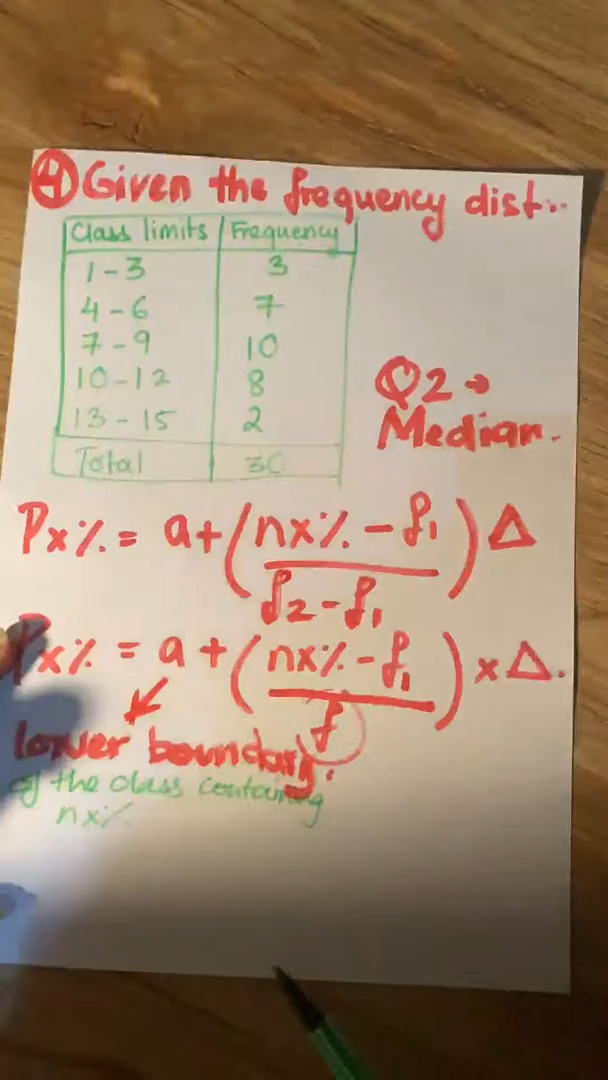 4 Given the frequency dist..
Class limits Frequency
1-3 3
4-6 7
7-9 10
10-12 8
13-15 2
Total 30
Q2 →
Median.
Px% = a+(nx% - f1 / f2 - f1) Δ
Px% = a + (nx% - f1 / f) x Δ.
lower boundary.
of the class containing
nx%